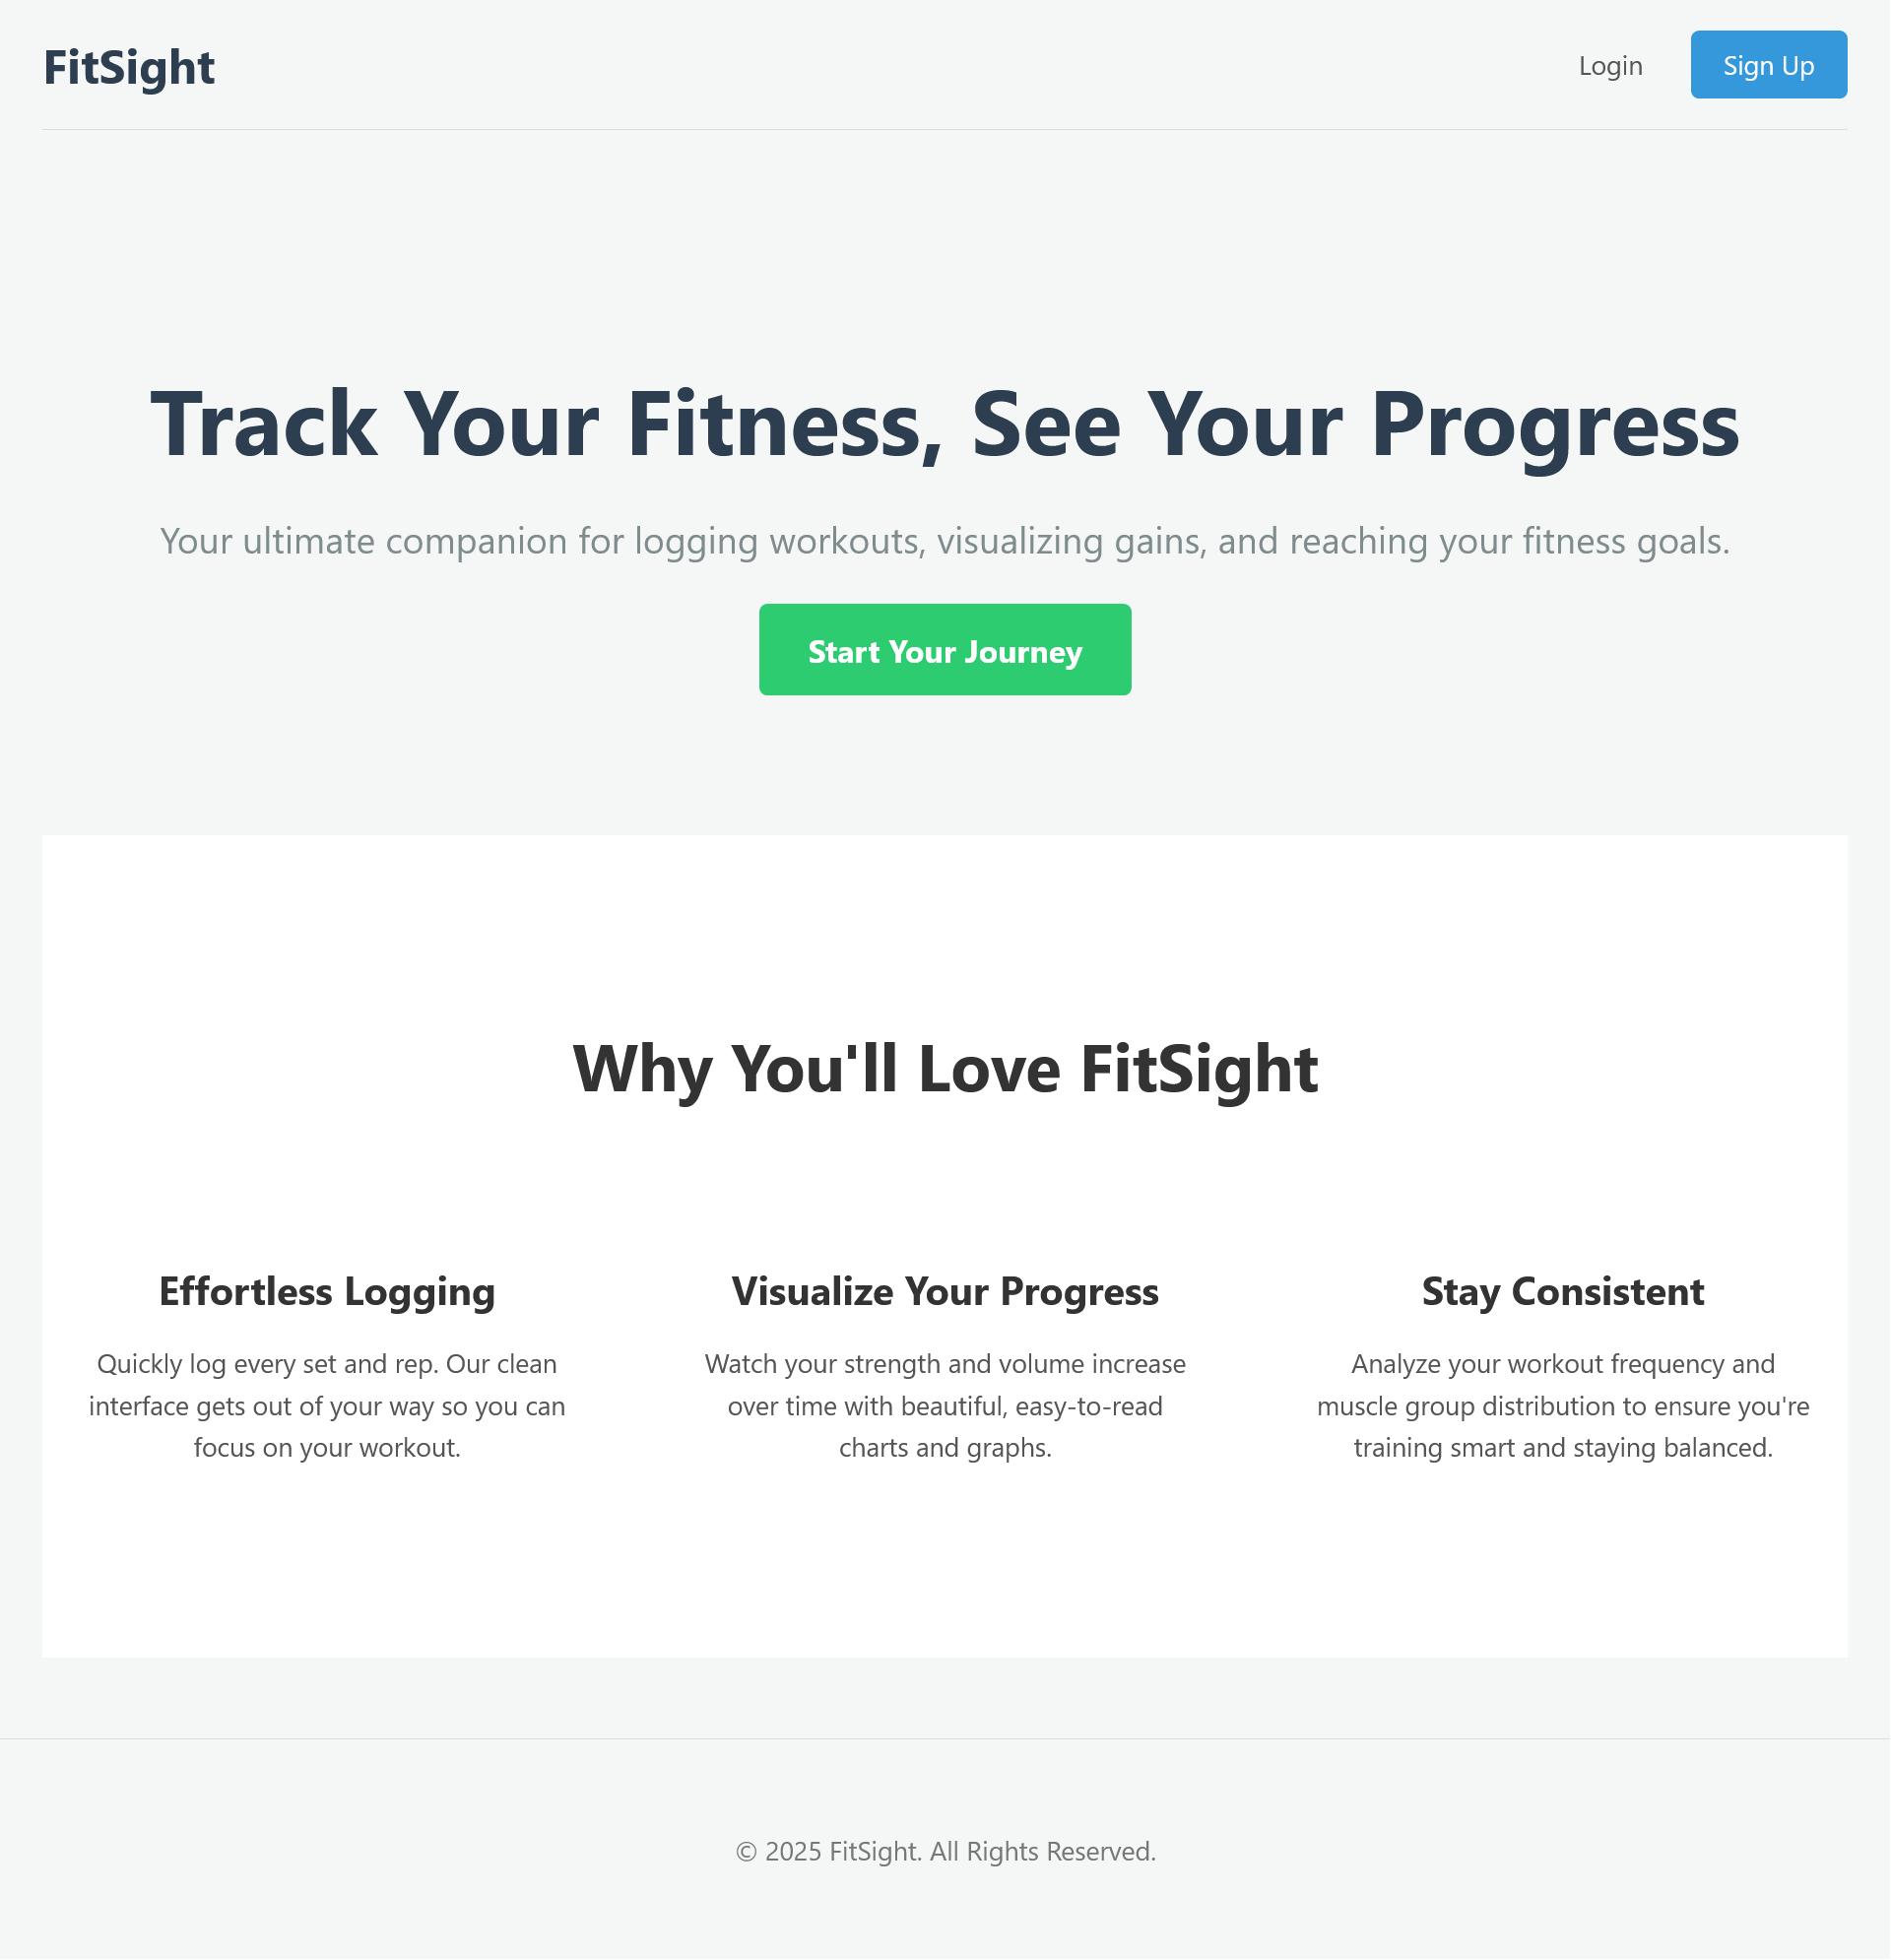 FitSight
Login
Sign Up
Track Your Fitness, See Your Progress
Your ultimate companion for logging workouts, visualizing gains, and reaching your fitness goals.
Start Your Journey
Why You'll Love FitSight
Effortless Logging
Quickly log every set and rep. Our clean
interface gets out of your way so you can
focus on your workout.
Visualize Your Progress
Watch your strength and volume increase
over time with beautiful, easy-to-read
charts and graphs.
Stay Consistent
Analyze your workout frequency and
muscle group distribution to ensure you're
training smart and staying balanced.
© 2025 FitSight. All Rights Reserved.